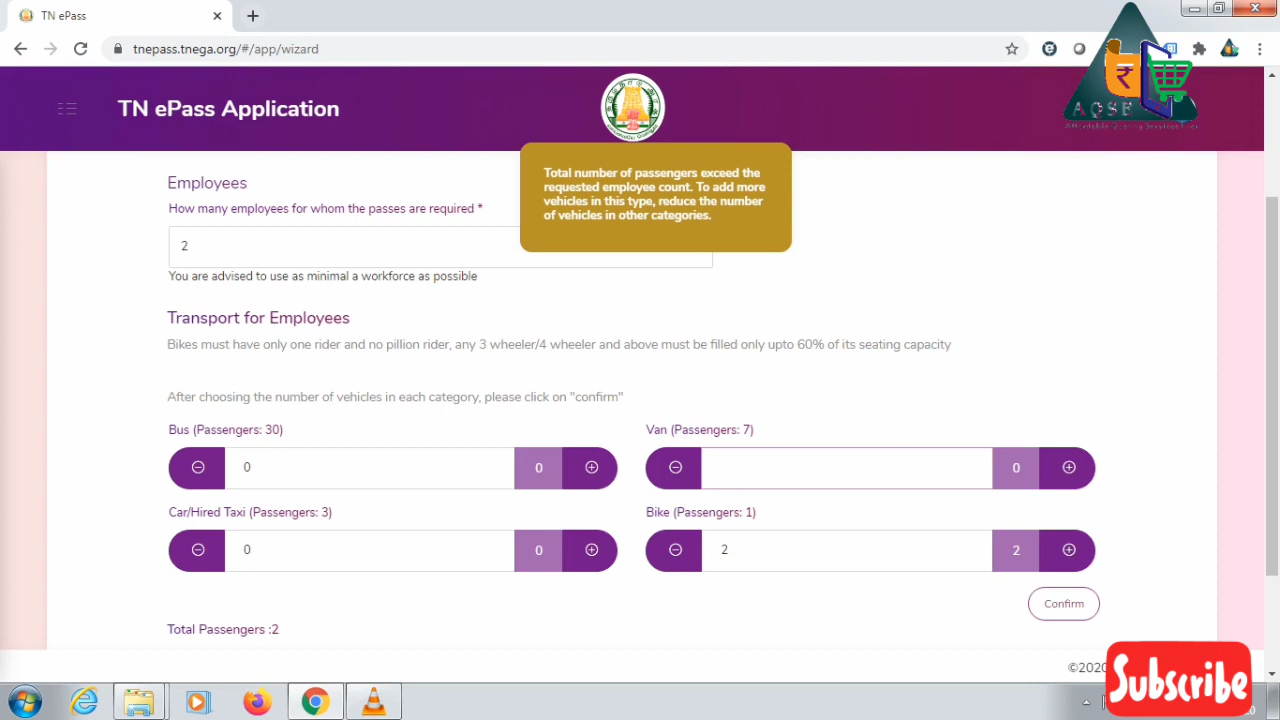 TN ePass
tnepass.tnega.org/#/app/wizard
TN ePass Application
AQSE
Total number of passengers exceed the
requested employee count. To add more
vehicles in this type, reduce the number
of vehicles in other categories.
Employees
How many employees for whom the passes are required *
2
You are advised to use as minimal a workforce as possible
Transport for Employees
Bikes must have only one rider and no pillion rider, any 3 wheeler/4 wheeler and above must be filled only upto 60% of its seating capacity
After choosing the number of vehicles in each category, please click on "confirm"
Bus (Passengers: 30)
Van (Passengers: 7)
0 0
0
Car/Hired Taxi (Passengers: 3)
Bike (Passengers: 1)
0 0
2 2
Confirm
Total Passengers :2
©2020
Subscribe